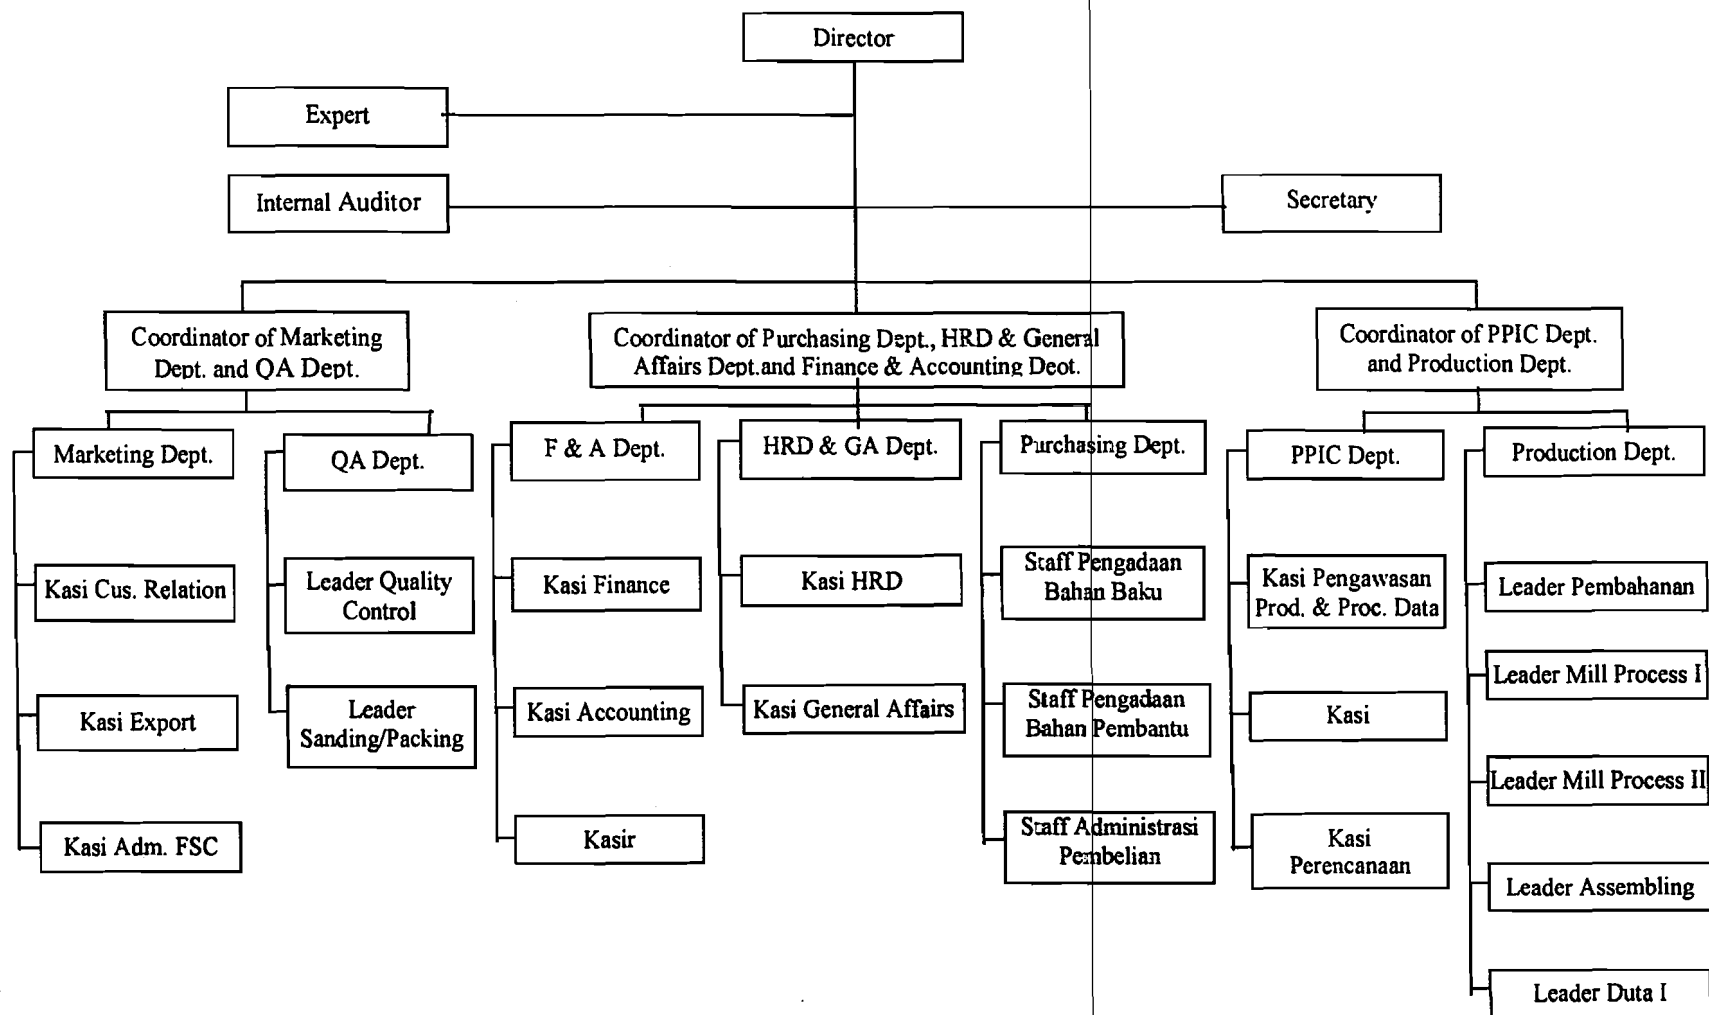 Director
Expert
Internal Auditor
Secretary
Coordinator of Marketing
Dept. and QA Dept.
Coordinator of Purchasing Dept., HRD & General
Affairs Dept.and Finance & Accounting Deot.
Coordinator of PPIC Dept.
and Production Dept.
Marketing Dept.
QA Dept.
F & A Dept.
HRD & GA Dept.
Purchasing Dept.
PPIC Dept.
Production Dept.
Kasi Cus. Relation
Leader Quality
Control
Kasi Finance
Kasi HRD
Staff Pengadaan
Bahan Baku
Kasi Pengawasan
Prod. & Proc. Data
Leader Pembahanan
Leader Mill Process I
Kasi Export
Leader
Sanding/Packing
Kasi Accounting
Kasi General Affairs
Staff Pengadaan
Bahan Pembantu
Kasi
Leader Mill Process II
Kasi Adm. FSC
Kasir
Staff Administrasi
Pembelian
Kasi
Perencanaan
Leader Assembling
Leader Duta I